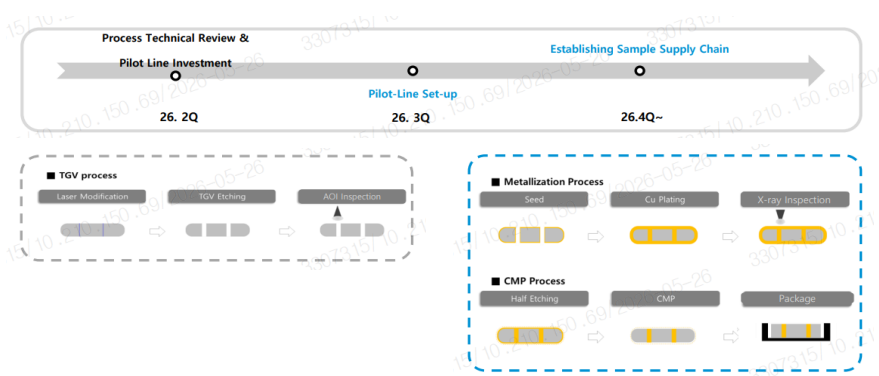 Process Technical Review &
Pilot Line Investment
Establishing Sample Supply Chain
Pilot-Line Set-up
26. 2Q
26. 3Q
26.4Q~
■ TGV process
Laser Modification
TGV Etching
AOI Inspection
■ Metallization Process
Seed
Cu Plating
X-ray Inspection
■ CMP Process
Half Etching
CMP
Package